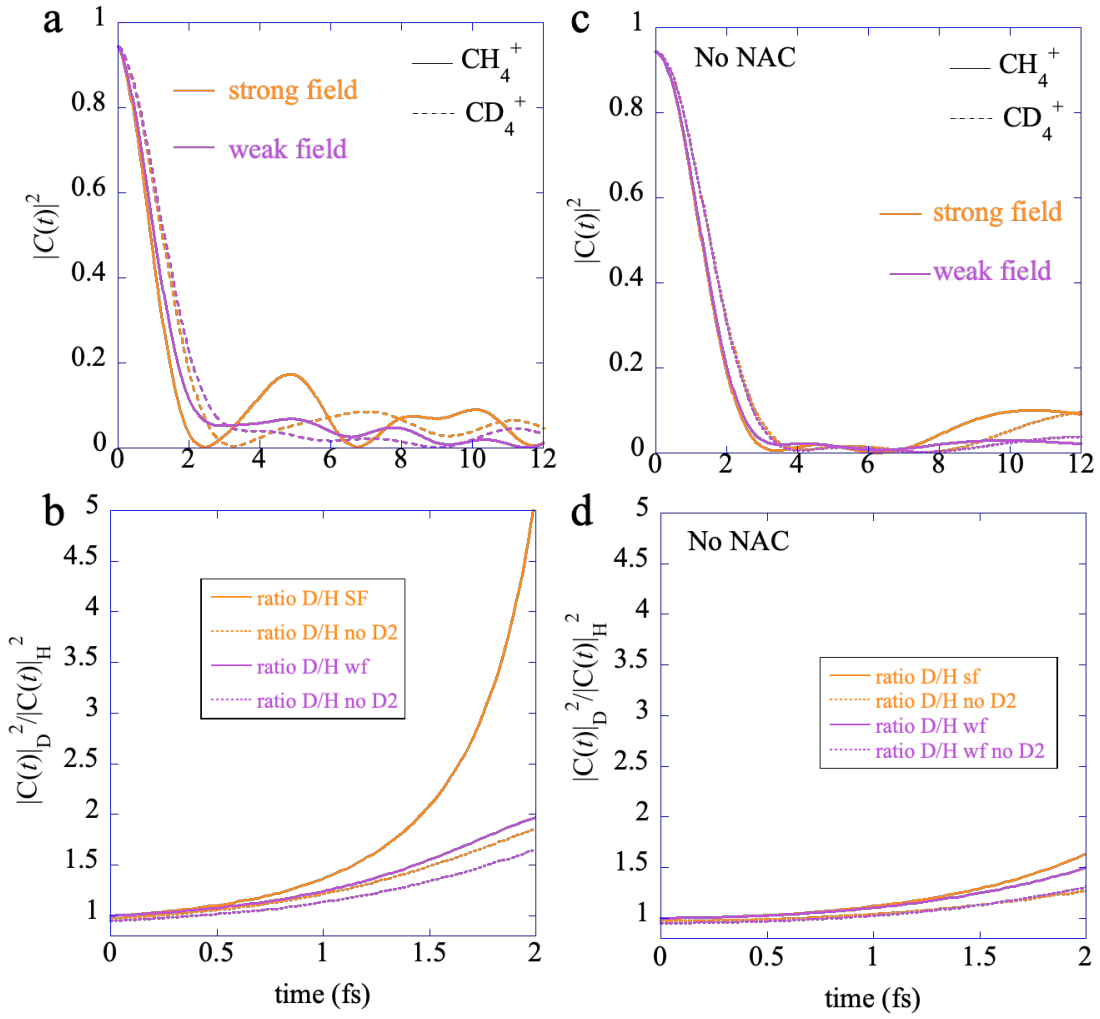 a
1
0.8
0.6
0.4
0.2
0
|C(t)|²
CH₄⁺
CD₄⁺
strong field
weak field
0 2 4 6 8 10 12
c
No NAC
1
0.8
0.6
0.4
0.2
0
|C(t)|²
CH₄⁺
CD₄⁺
strong field
weak field
0 2 4 6 8 10 12
b
5
4.5
4
3.5
3
2.5
2
1.5
1
|C(t)|D²/|C(t)|H²
ratio D/H SF
ratio D/H no D2
ratio D/H wf
ratio D/H no D2
0 0.5 1 1.5 2
time (fs)
d
No NAC
5
4.5
4
3.5
3
2.5
2
1.5
1
|C(t)|D²/|C(t)|H²
ratio D/H sf
ratio D/H no D2
ratio D/H wf
ratio D/H wf no D2
0 0.5 1 1.5 2
time (fs)